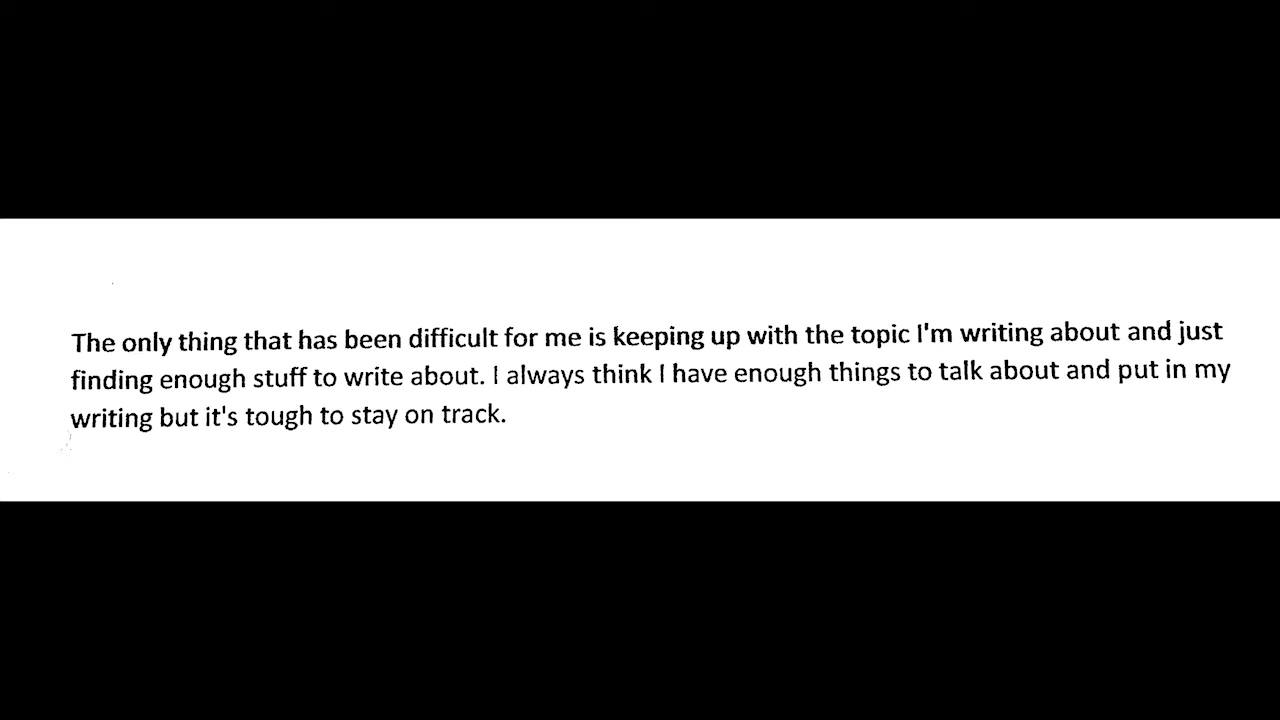 The only thing that has been difficult for me is keeping up with the topic I'm writing about and just
finding enough stuff to write about. I always think I have enough things to talk about and put in my
writing but it's tough to stay on track.